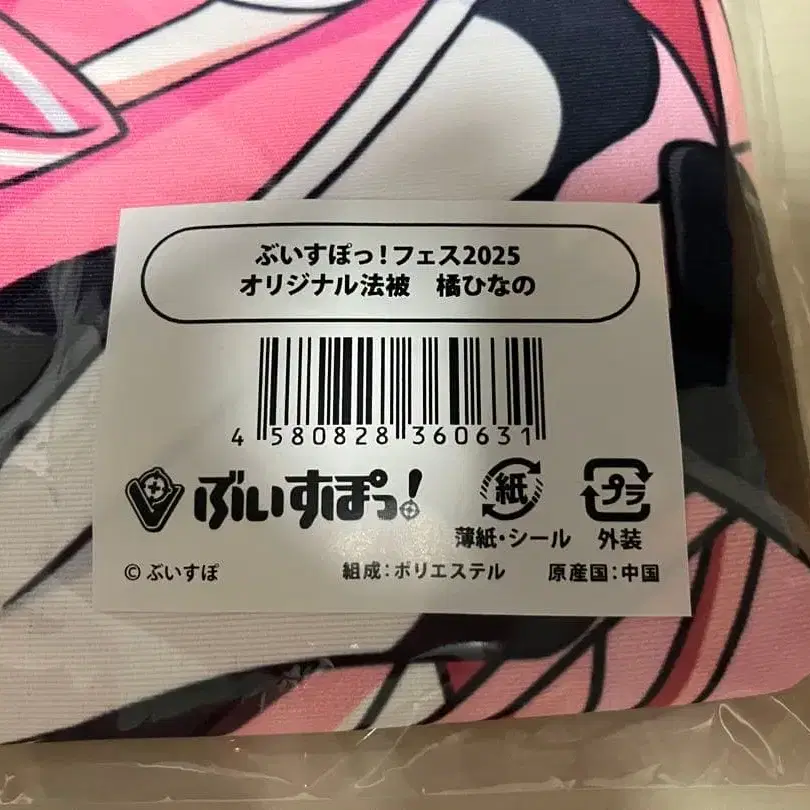 ぶいすぽっ!フェス2025
オリジナル法被 橘ひなの
4 580828 360631
ぶいすぽっ!
紙
プラ
薄紙・シール
外装
© ぶいすぽ
組成:ポリエステル
原産国:中国